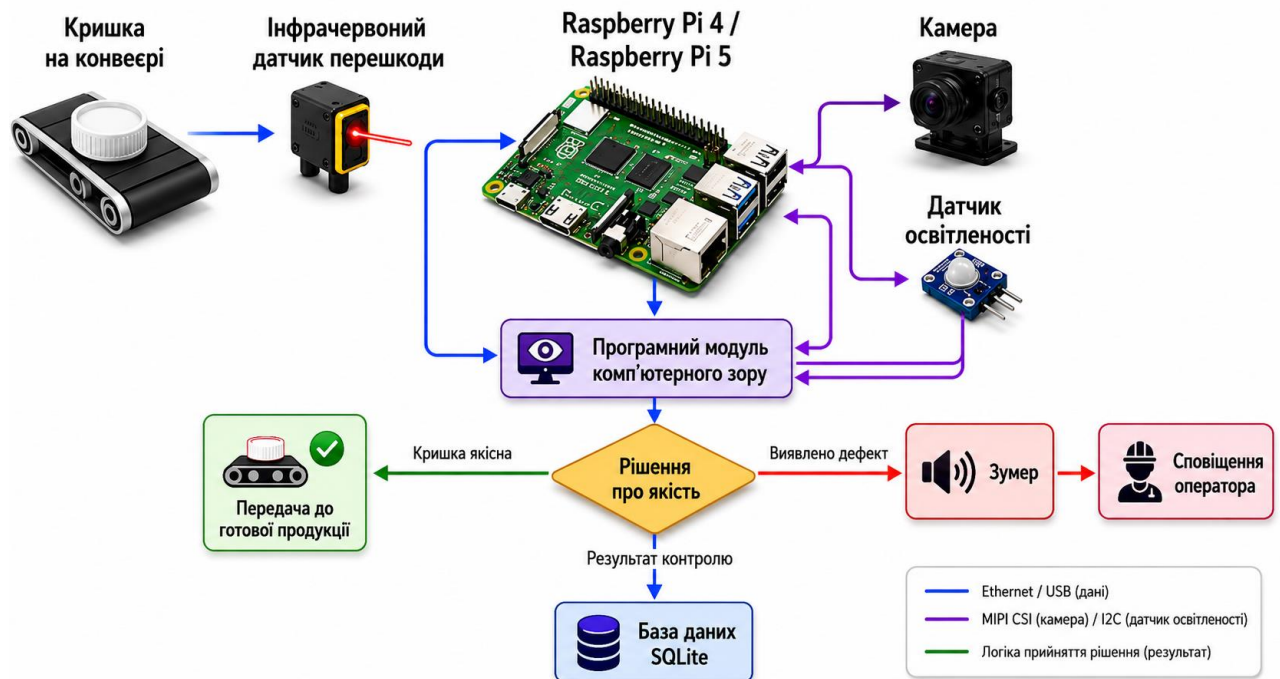 Кришка
на конвеєрі
Інфрачервоний
датчик перешкоди
Raspberry Pi 4 /
Raspberry Pi 5
Камера
Датчик
освітленості
Програмний модуль
комп’ютерного зору
Кришка якісна
Рішення
про якість
Виявлено дефект
Передача до
готової продукції
Зумер
Сповіщення
оператора
Результат контролю
База даних
SQLite
Ethernet / USB (дані)
MIPI CSI (камера) / I2C (датчик освітленості)
Логіка прийняття рішення (результат)